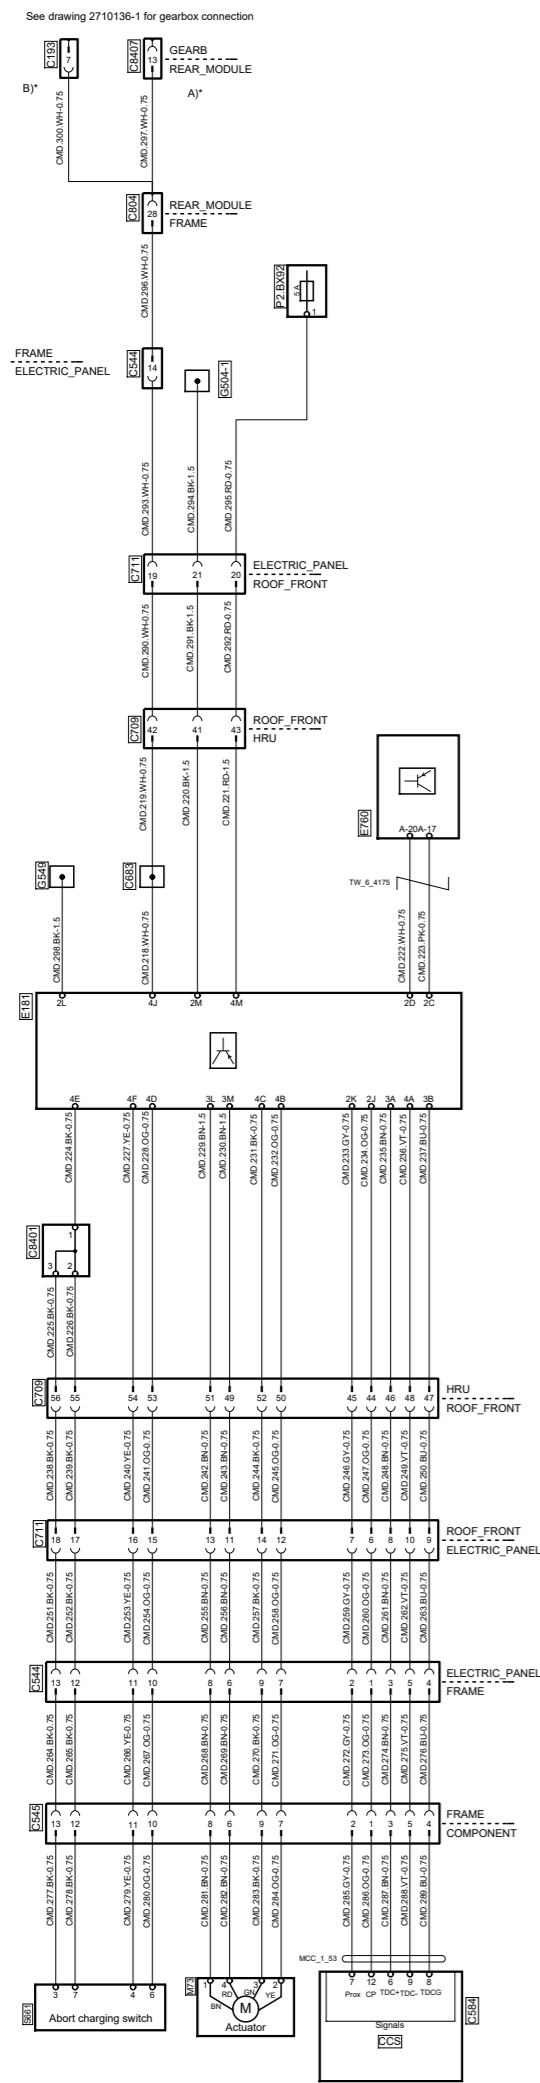 See drawing 2710136-1 for gearbox connection
C193
7
C8407
13
GEARB
REAR_MODULE
B)*
A)*
CMD.300.WH-0.75
CMD.297.WH-0.75
C804
28
REAR_MODULE
FRAME
CMD.296.WH-0.75
P2.BX92
5 A
1
FRAME
ELECTRIC_PANEL
C544
14
G504-1
CMD.293.WH-0.75
CMD.294.BK-1.5
CMD.295.RD-0.75
C711
19
21
20
ELECTRIC_PANEL
ROOF_FRONT
CMD.290.WH-0.75
CMD.291.BK-1.5
CMD.292.RD-0.75
C709
42
41
43
ROOF_FRONT
HRU
CMD.219.WH-0.75
CMD.220.BK-1.5
CMD.221.RD-1.5
E760
A-20A-17
G549
C683
TW_6_4175
CMD.298.BK-1.5
CMD.218.WH-0.75
CMD.222.WH-0.75
CMD.223.PK-0.75
E181
2L 4J 2M 4M 2D 2C
4E 4F 4D 3L 3M 4C 4B 2K 2J 3A 4A 3B
CMD.224.BK-0.75
CMD.227.YE-0.75
CMD.228.OG-0.75
CMD.229.BN-1.5
CMD.230.BN-1.5
CMD.231.BK-0.75
CMD.232.OG-0.75
CMD.233.GY-0.75
CMD.234.OG-0.75
CMD.235.BN-0.75
CMD.236.VT-0.75
CMD.237.BU-0.75
C8401
1
3 2
CMD.225.BK-0.75
CMD.226.BK-0.75
C709
56 55 54 53 51 49 52 50 45 44 46 48 47
HRU
ROOF_FRONT
CMD.238.BK-0.75
CMD.239.BK-0.75
CMD.240.YE-0.75
CMD.241.OG-0.75
CMD.242.BN-0.75
CMD.243.BN-0.75
CMD.244.BK-0.75
CMD.245.OG-0.75
CMD.246.GY-0.75
CMD.247.OG-0.75
CMD.248.BN-0.75
CMD.249.VT-0.75
CMD.250.BU-0.75
C711
18 17 16 15 13 11 14 12 7 6 8 10 9
ROOF_FRONT
ELECTRIC_PANEL
CMD.251.BK-0.75
CMD.252.BK-0.75
CMD.253.YE-0.75
CMD.254.OG-0.75
CMD.255.BN-0.75
CMD.256.BN-0.75
CMD.257.BK-0.75
CMD.258.OG-0.75
CMD.259.GY-0.75
CMD.260.OG-0.75
CMD.261.BN-0.75
CMD.262.VT-0.75
CMD.263.BU-0.75
C544
13 12 11 10 8 6 9 7 2 1 3 5 4
ELECTRIC_PANEL
FRAME
CMD.264.BK-0.75
CMD.265.BK-0.75
CMD.266.YE-0.75
CMD.267.OG-0.75
CMD.268.BN-0.75
CMD.269.BN-0.75
CMD.270.BK-0.75
CMD.271.OG-0.75
CMD.272.GY-0.75
CMD.273.OG-0.75
CMD.274.BN-0.75
CMD.275.VT-0.75
CMD.276.BU-0.75
C545
13 12 11 10 8 6 9 7 2 1 3 5 4
FRAME
COMPONENT
CMD.277.BK-0.75
CMD.278.BK-0.75
CMD.279.YE-0.75
CMD.280.OG-0.75
CMD.281.BN-0.75
CMD.282.BN-0.75
CMD.283.BK-0.75
CMD.284.OG-0.75
CMD.285.GY-0.75
CMD.286.OG-0.75
CMD.287.BN-0.75
CMD.288.VT-0.75
CMD.289.BU-0.75
MCC_1_53
S661
3 7 4 6
Abort charging switch
M73
1 4 3 2
BN RD GN YE
M
Actuator
7 12 6 9 8
Prox CP TDC+ TDC- TDCG
Signals
CCS
C584